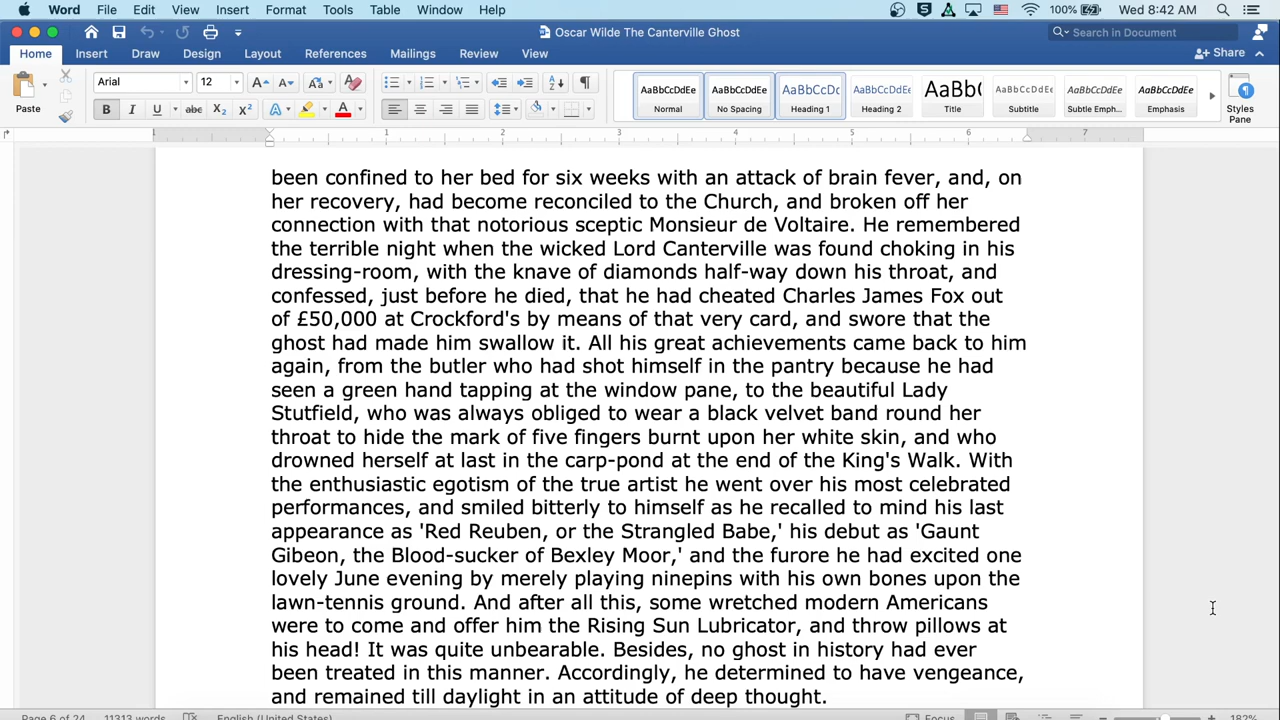 Word File Edit View Insert Format Tools Table Window Help 100% Wed 8:42 AM
Oscar Wilde The Canterville Ghost Search in Document
Home Insert Draw Design Layout References Mailings Review View Share
Paste Arial 12 AaBbCcDdEe AaBbCcDdEe AaBbCcDc AaBbCcDdEe AaBb( AaBbCcDdEe AaBbCcDdEe AaBbCcDdEe
B I U abc X₂ X² A A Normal No Spacing Heading 1 Heading 2 Title Subtitle Subtle Emph... Emphasis Styles Pane
1 1 2 3 4 5 6 7
been confined to her bed for six weeks with an attack of brain fever, and, on
her recovery, had become reconciled to the Church, and broken off her
connection with that notorious sceptic Monsieur de Voltaire. He remembered
the terrible night when the wicked Lord Canterville was found choking in his
dressing-room, with the knave of diamonds half-way down his throat, and
confessed, just before he died, that he had cheated Charles James Fox out
of £50,000 at Crockford's by means of that very card, and swore that the
ghost had made him swallow it. All his great achievements came back to him
again, from the butler who had shot himself in the pantry because he had
seen a green hand tapping at the window pane, to the beautiful Lady
Stutfield, who was always obliged to wear a black velvet band round her
throat to hide the mark of five fingers burnt upon her white skin, and who
drowned herself at last in the carp-pond at the end of the King's Walk. With
the enthusiastic egotism of the true artist he went over his most celebrated
performances, and smiled bitterly to himself as he recalled to mind his last
appearance as 'Red Reuben, or the Strangled Babe,' his debut as 'Gaunt
Gibeon, the Blood-sucker of Bexley Moor,' and the furore he had excited one
lovely June evening by merely playing ninepins with his own bones upon the
lawn-tennis ground. And after all this, some wretched modern Americans
were to come and offer him the Rising Sun Lubricator, and throw pillows at
his head! It was quite unbearable. Besides, no ghost in history had ever
been treated in this manner. Accordingly, he determined to have vengeance,
and remained till daylight in an attitude of deep thought.
Page 6 of 24 11313 words English (United States) Focus 182%